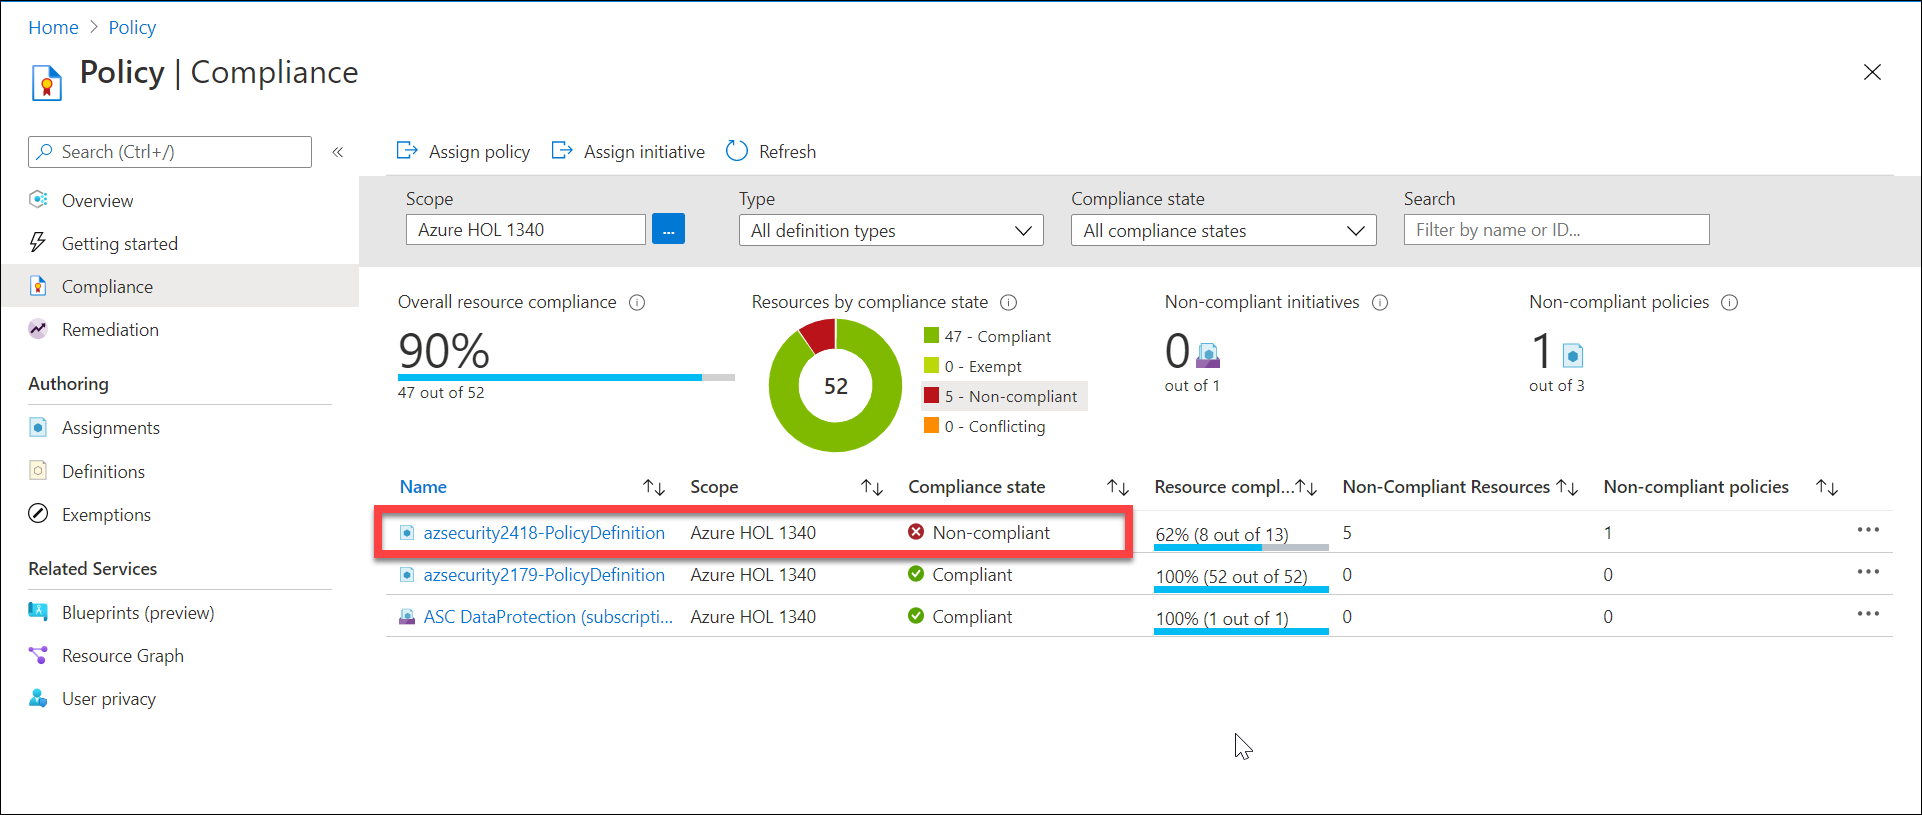 Home > Policy
Policy | Compliance
Search (Ctrl+/)
«
Overview
Getting started
Compliance
Remediation
Authoring
Assignments
Definitions
Exemptions
Related Services
Blueprints (preview)
Resource Graph
User privacy
Assign policy Assign initiative Refresh
Scope Type Compliance state Search
Azure HOL 1340 ... All definition types All compliance states Filter by name or ID...
Overall resource compliance
90%
47 out of 52
Resources by compliance state
52
47 - Compliant
0 - Exempt
5 - Non-compliant
0 - Conflicting
Non-compliant initiatives
0
out of 1
Non-compliant policies
1
out of 3
Name Scope Compliance state Resource compl... Non-Compliant Resources Non-compliant policies
azsecurity2418-PolicyDefinition Azure HOL 1340 Non-compliant 62% (8 out of 13) 5 1 ...
azsecurity2179-PolicyDefinition Azure HOL 1340 Compliant 100% (52 out of 52) 0 0 ...
ASC DataProtection (subscripti... Azure HOL 1340 Compliant 100% (1 out of 1) 0 0 ...